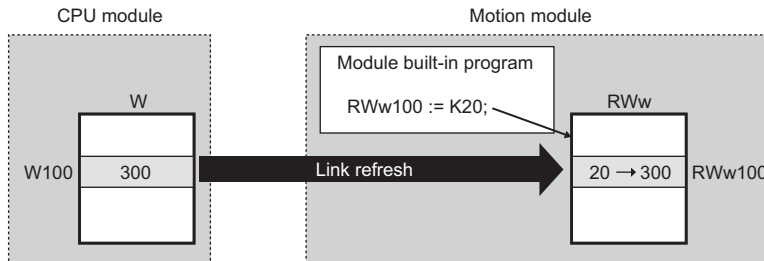 CPU module
Motion module
Module built-in program
RWw100 := K20;
W
RWw
W100
300
Link refresh
20 → 300
RWw100